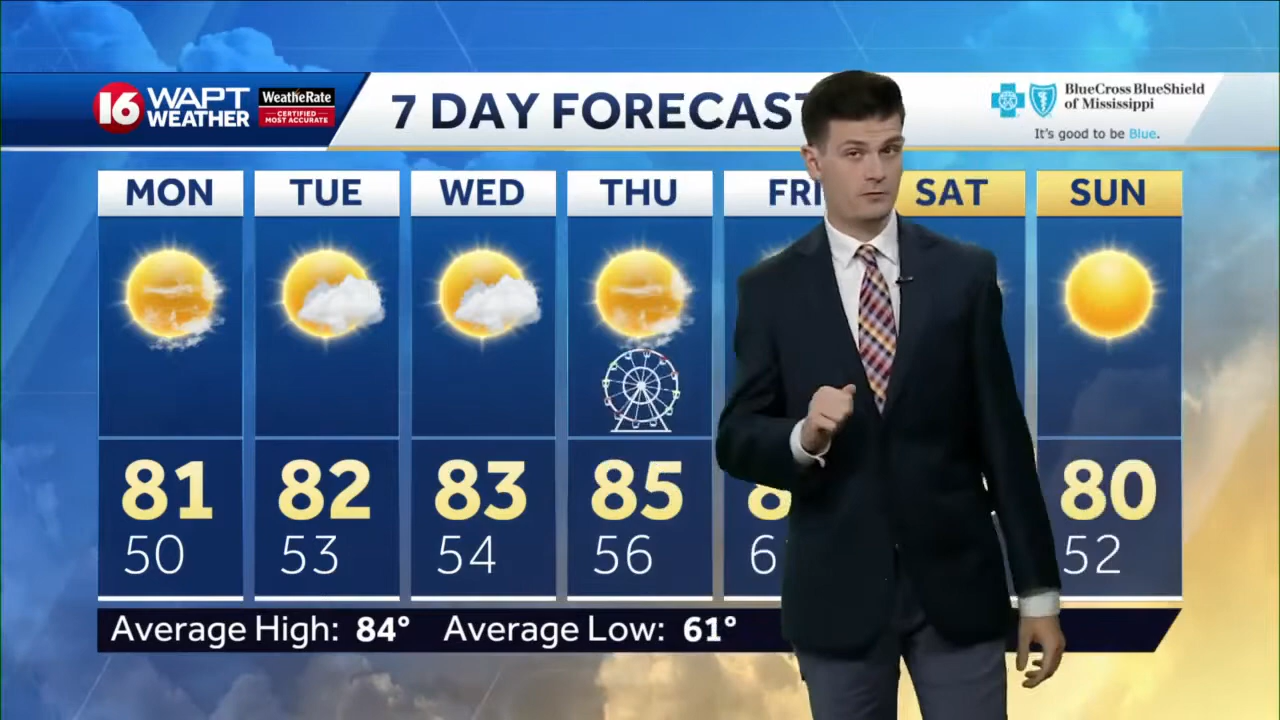 16 WAPT WEATHER
WeatheRate
CERTIFIED
MOST ACCURATE
7 DAY FORECAST
BlueCross BlueShield
of Mississippi
It's good to be Blue.
MON TUE WED THU FRI SAT SUN
81 82 83 85 80
50 53 54 56 52
Average High: 84° Average Low: 61°